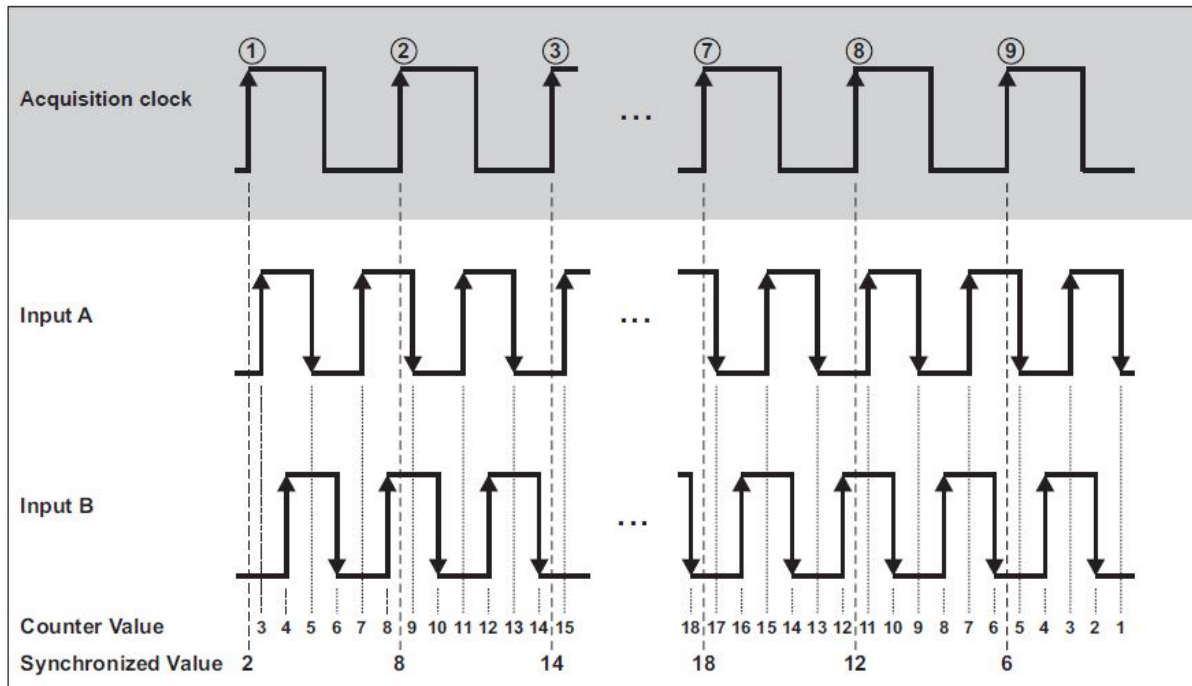 ① ② ③ ⑦ ⑧ ⑨
Acquisition clock
...
Input A
...
Input B
...
Counter Value 3 4 5 6 7 8 9 10 11 12 13 14 15 18 17 16 15 14 13 12 11 10 9 8 7 6 5 4 3 2 1
Synchronized Value 2 8 14 18 12 6